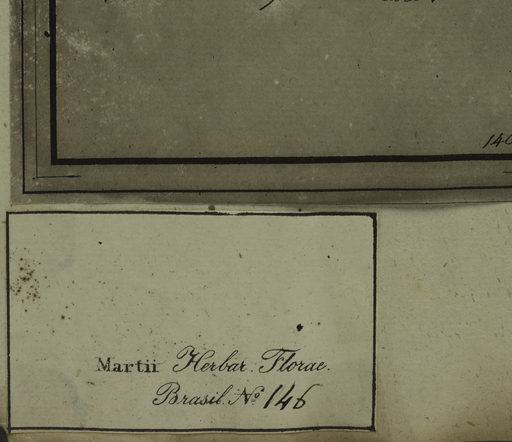 Martii Herbar. Florae.
Brasil. Nº 146